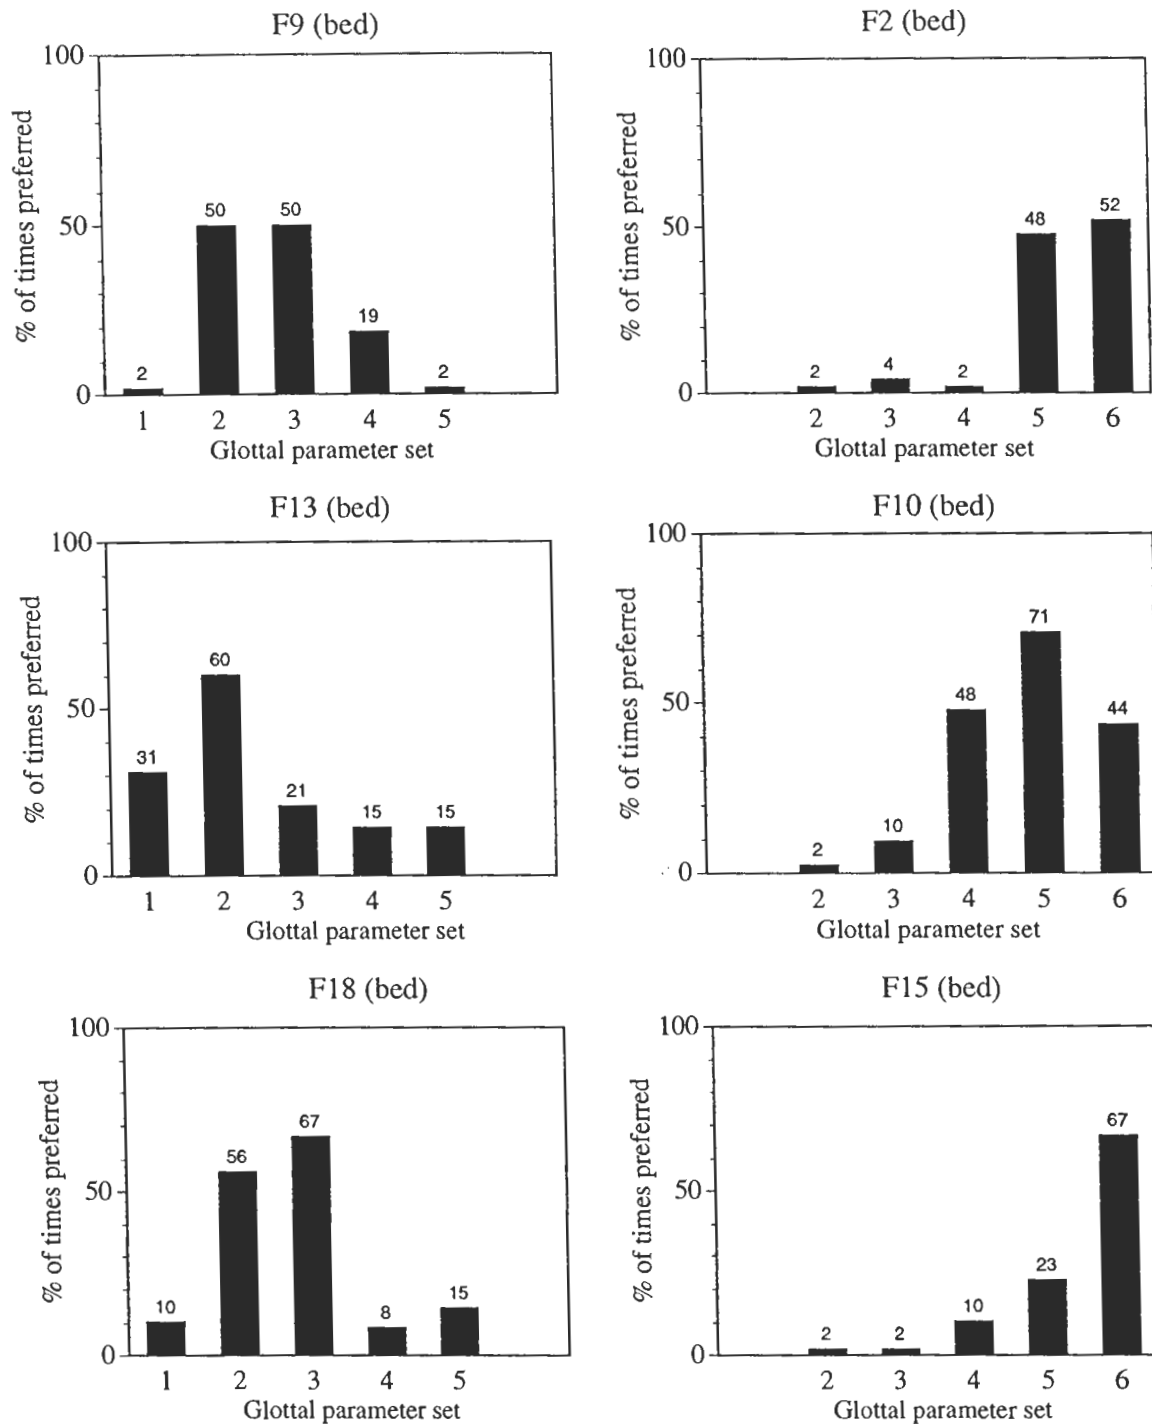 F9 (bed)
100
50
0
% of times preferred
2
50
50
19
2
1 2 3 4 5
Glottal parameter set
F2 (bed)
100
50
0
% of times preferred
2
4
2
48
52
2 3 4 5 6
Glottal parameter set
F13 (bed)
100
50
0
% of times preferred
31
60
21
15
15
1 2 3 4 5
Glottal parameter set
F10 (bed)
100
50
0
% of times preferred
2
10
48
71
44
2 3 4 5 6
Glottal parameter set
F18 (bed)
100
50
0
% of times preferred
10
56
67
8
15
1 2 3 4 5
Glottal parameter set
F15 (bed)
100
50
0
% of times preferred
2
2
10
23
67
2 3 4 5 6
Glottal parameter set